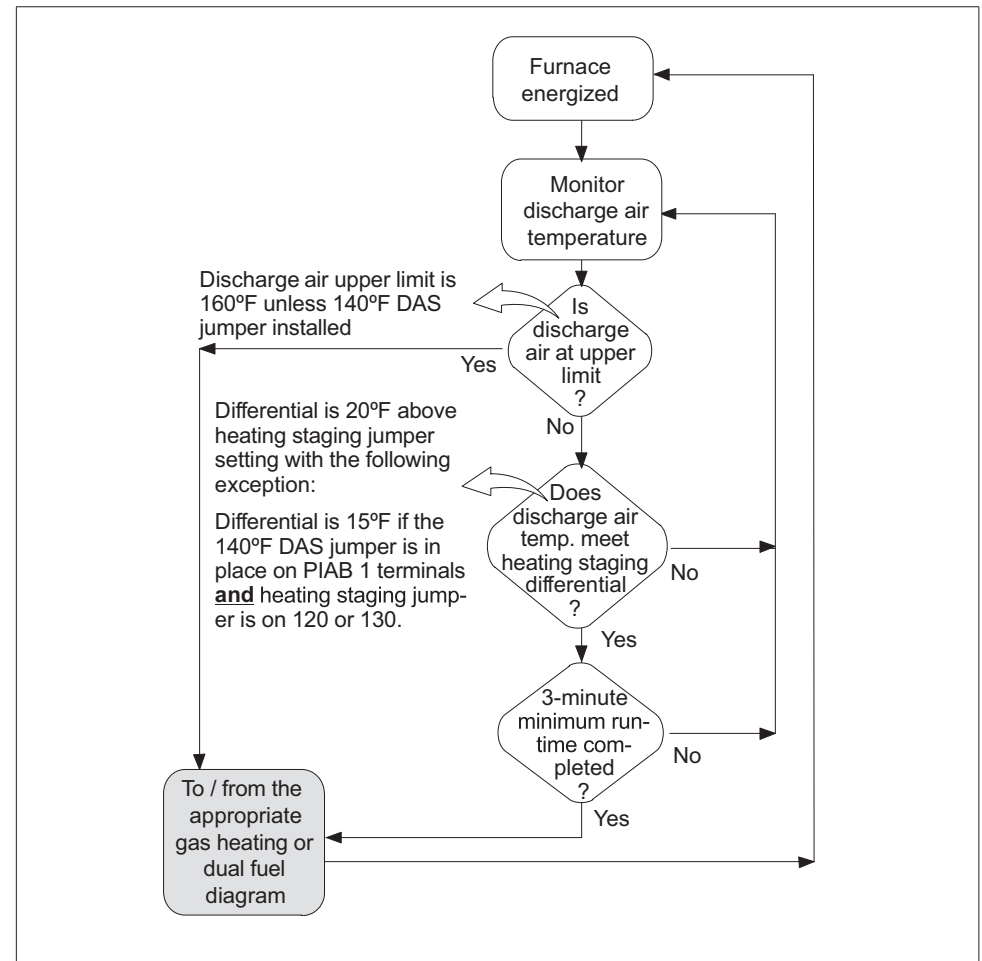 Furnace
energized
Monitor
discharge air
temperature
Discharge air upper limit is
160ºF unless 140ºF DAS
jumper installed
Is
discharge
air at upper
limit
?
Yes
No
Differential is 20ºF above
heating staging jumper
setting with the following
exception:
Differential is 15ºF if the
140ºF DAS jumper is in
place on PIAB 1 terminals
and heating staging jump-
er is on 120 or 130.
Does
discharge air
temp. meet
heating staging
differential
?
No
Yes
3-minute
minimum run-
time com-
pleted
?
No
Yes
To / from the
appropriate
gas heating or
dual fuel
diagram